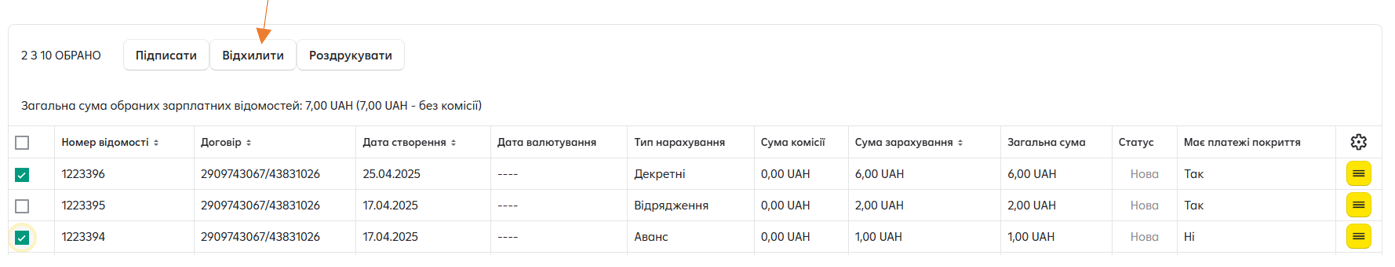 2 З 10 ОБРАНО Підписати Відхилити Роздрукувати
Загальна сума обраних зарплатних відомостей: 7,00 UAH (7,00 UAH - без комісії)
Номер відомості Договір Дата створення Дата валютування Тип нарахування Сума комісії Сума зарахування Загальна сума Статус Має платежі покриття
1223396 2909743067/43831026 25.04.2025 ---- Декретні 0,00 UAH 6,00 UAH 6,00 UAH Нова Так
1223395 2909743067/43831026 17.04.2025 ---- Відрядження 0,00 UAH 2,00 UAH 2,00 UAH Нова Так
1223394 2909743067/43831026 17.04.2025 ---- Аванс 0,00 UAH 1,00 UAH 1,00 UAH Нова Ні